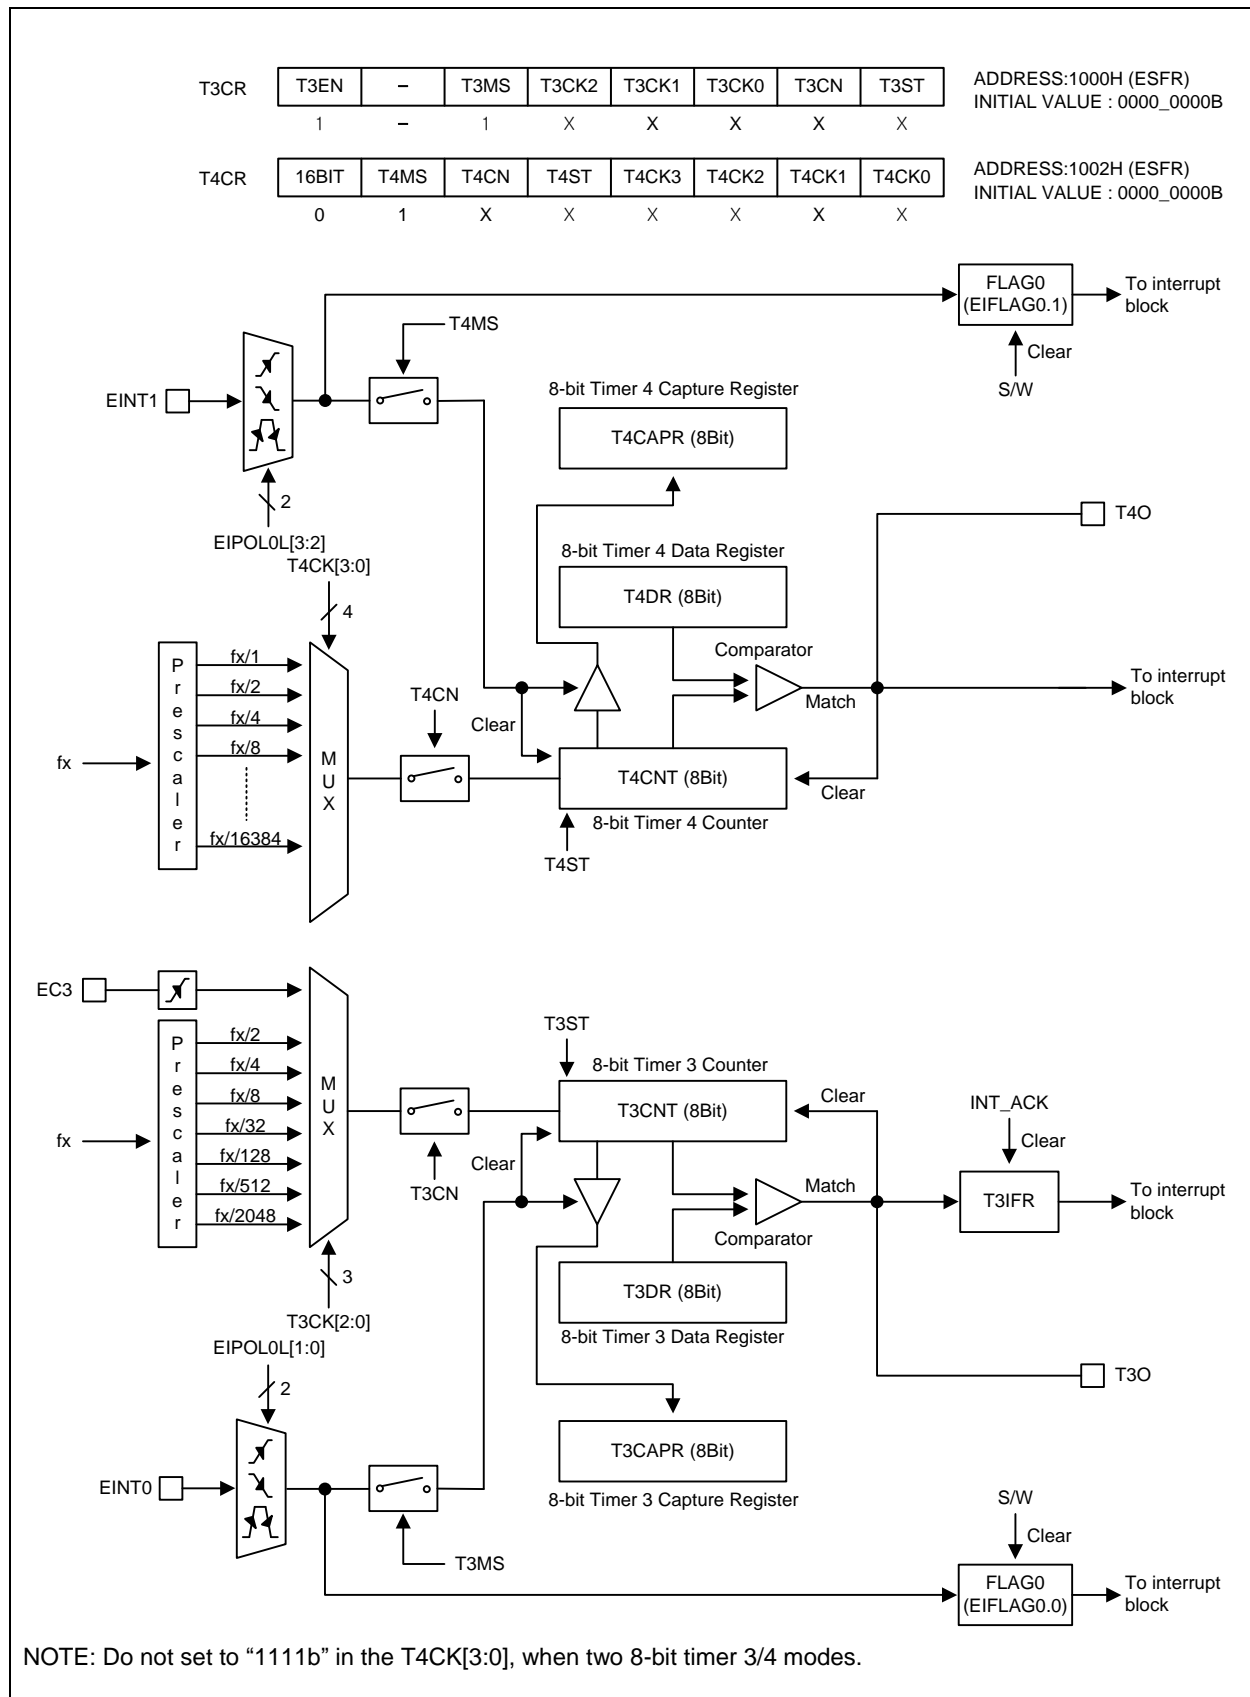 T3CR T3EN – T3MS T3CK2 T3CK1 T3CK0 T3CN T3ST ADDRESS:1000H (ESFR)
INITIAL VALUE : 0000_0000B
1 – 1 X X X X X
T4CR 16BIT T4MS T4CN T4ST T4CK3 T4CK2 T4CK1 T4CK0 ADDRESS:1002H (ESFR)
INITIAL VALUE : 0000_0000B
0 1 X X X X X X
FLAG0
(EIFLAG0.1)
To interrupt
block
Clear
S/W
T4MS
EINT1
2
EIPOL0L[3:2]
8-bit Timer 4 Capture Register
T4CAPR (8Bit)
T4O
T4CK[3:0]
4
8-bit Timer 4 Data Register
T4DR (8Bit)
Comparator
Match
To interrupt
block
fx
Prescaler
fx/1
fx/2
fx/4
fx/8
fx/16384
MUX
T4CN
Clear
T4CNT (8Bit)
Clear
8-bit Timer 4 Counter
T4ST
EC3
fx
Prescaler
fx/2
fx/4
fx/8
fx/32
fx/128
fx/512
fx/2048
MUX
3
T3CK[2:0]
T3CN
T3ST
8-bit Timer 3 Counter
T3CNT (8Bit)
Clear
Clear
INT_ACK
Clear
Match
T3IFR
To interrupt
block
Comparator
T3DR (8Bit)
8-bit Timer 3 Data Register
T3O
EIPOL0L[1:0]
2
EINT0
T3CAPR (8Bit)
8-bit Timer 3 Capture Register
T3MS
S/W
Clear
FLAG0
(EIFLAG0.0)
To interrupt
block
NOTE: Do not set to “1111b” in the T4CK[3:0], when two 8-bit timer 3/4 modes.